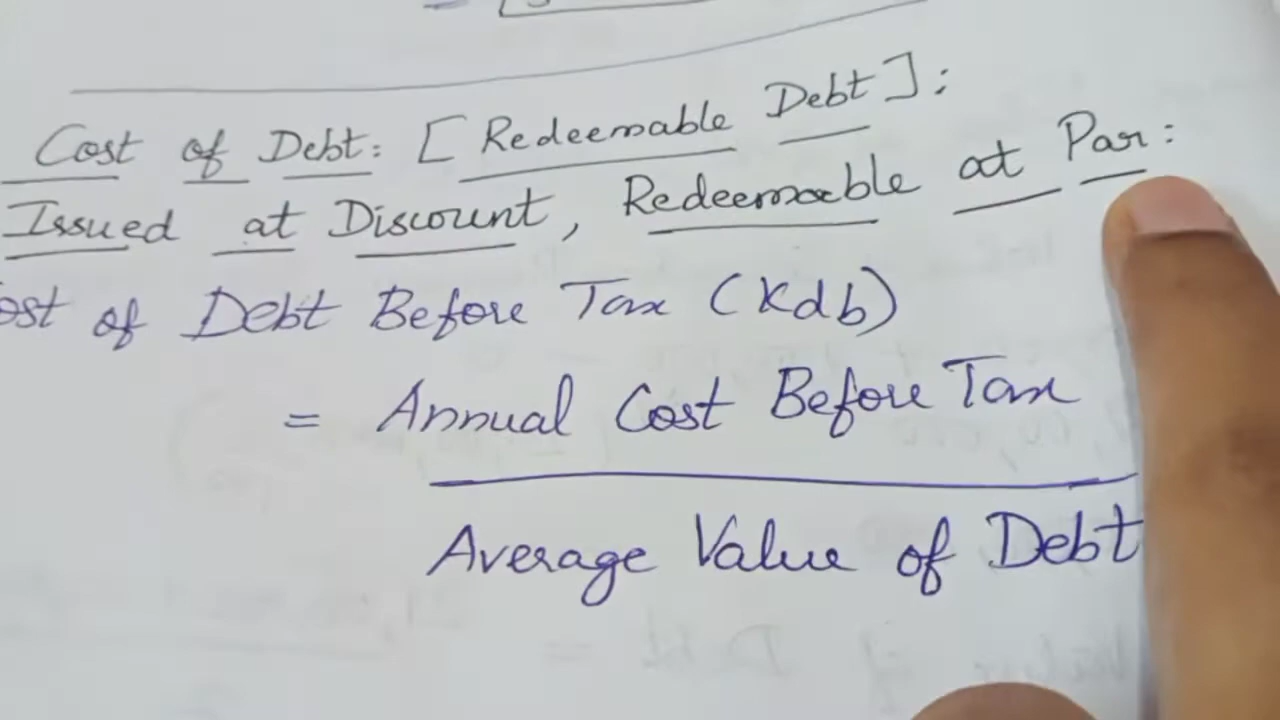 Cost of Debt: [Redeemable Debt]:
Issued at Discount, Redeemable at Par:
ost of Debt Before Tax (Kdb)
= Annual Cost Before Tax
Average Value of Debt